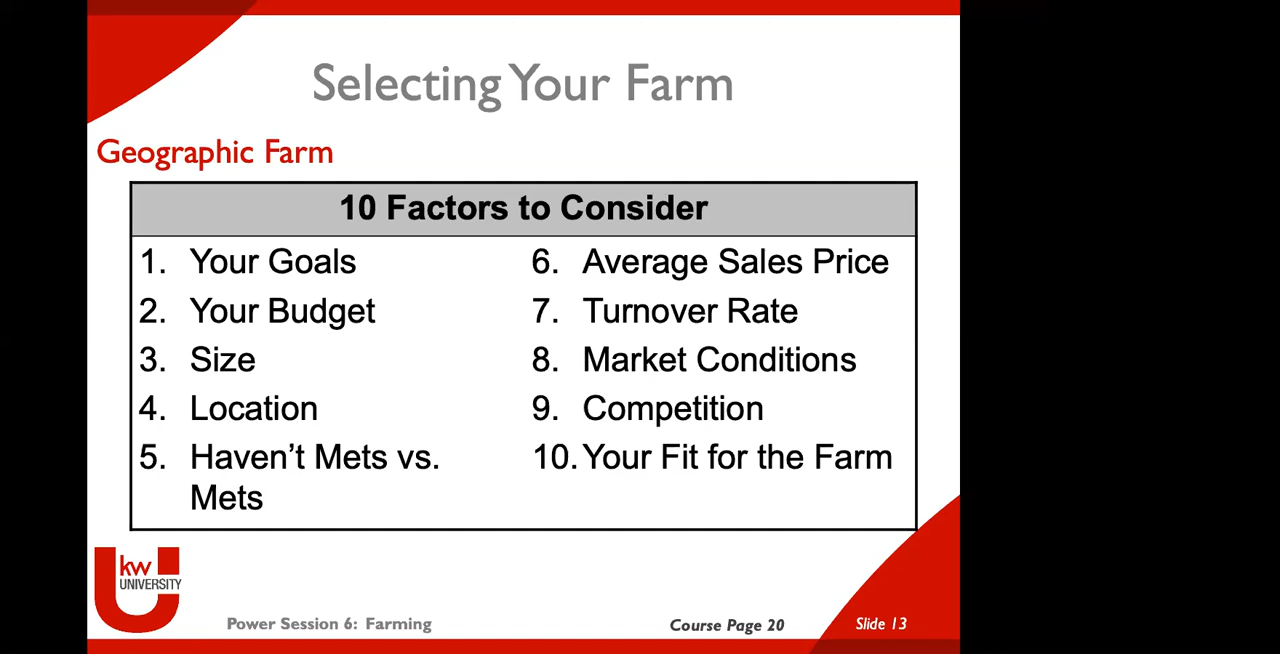 Selecting Your Farm
Geographic Farm
10 Factors to Consider
1. Your Goals
2. Your Budget
3. Size
4. Location
5. Haven’t Mets vs.
Mets
6. Average Sales Price
7. Turnover Rate
8. Market Conditions
9. Competition
10. Your Fit for the Farm
kw
UNIVERSITY
Power Session 6: Farming
Course Page 20
Slide 13